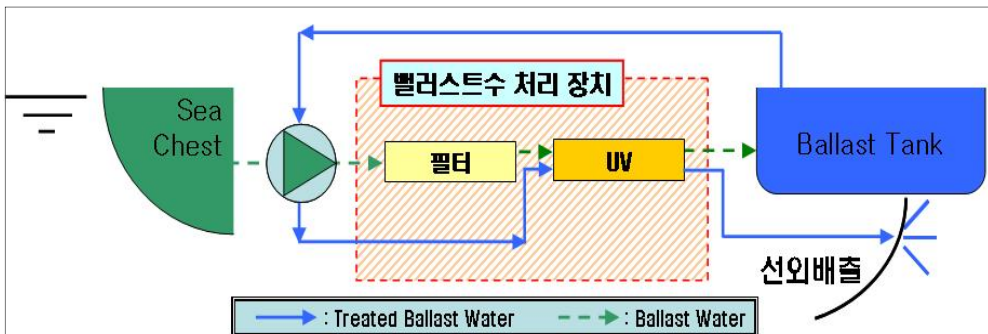 밸러스트수 처리 장치
Sea
Chest
필터
UV
Ballast Tank
선외배출
: Treated Ballast Water
: Ballast Water